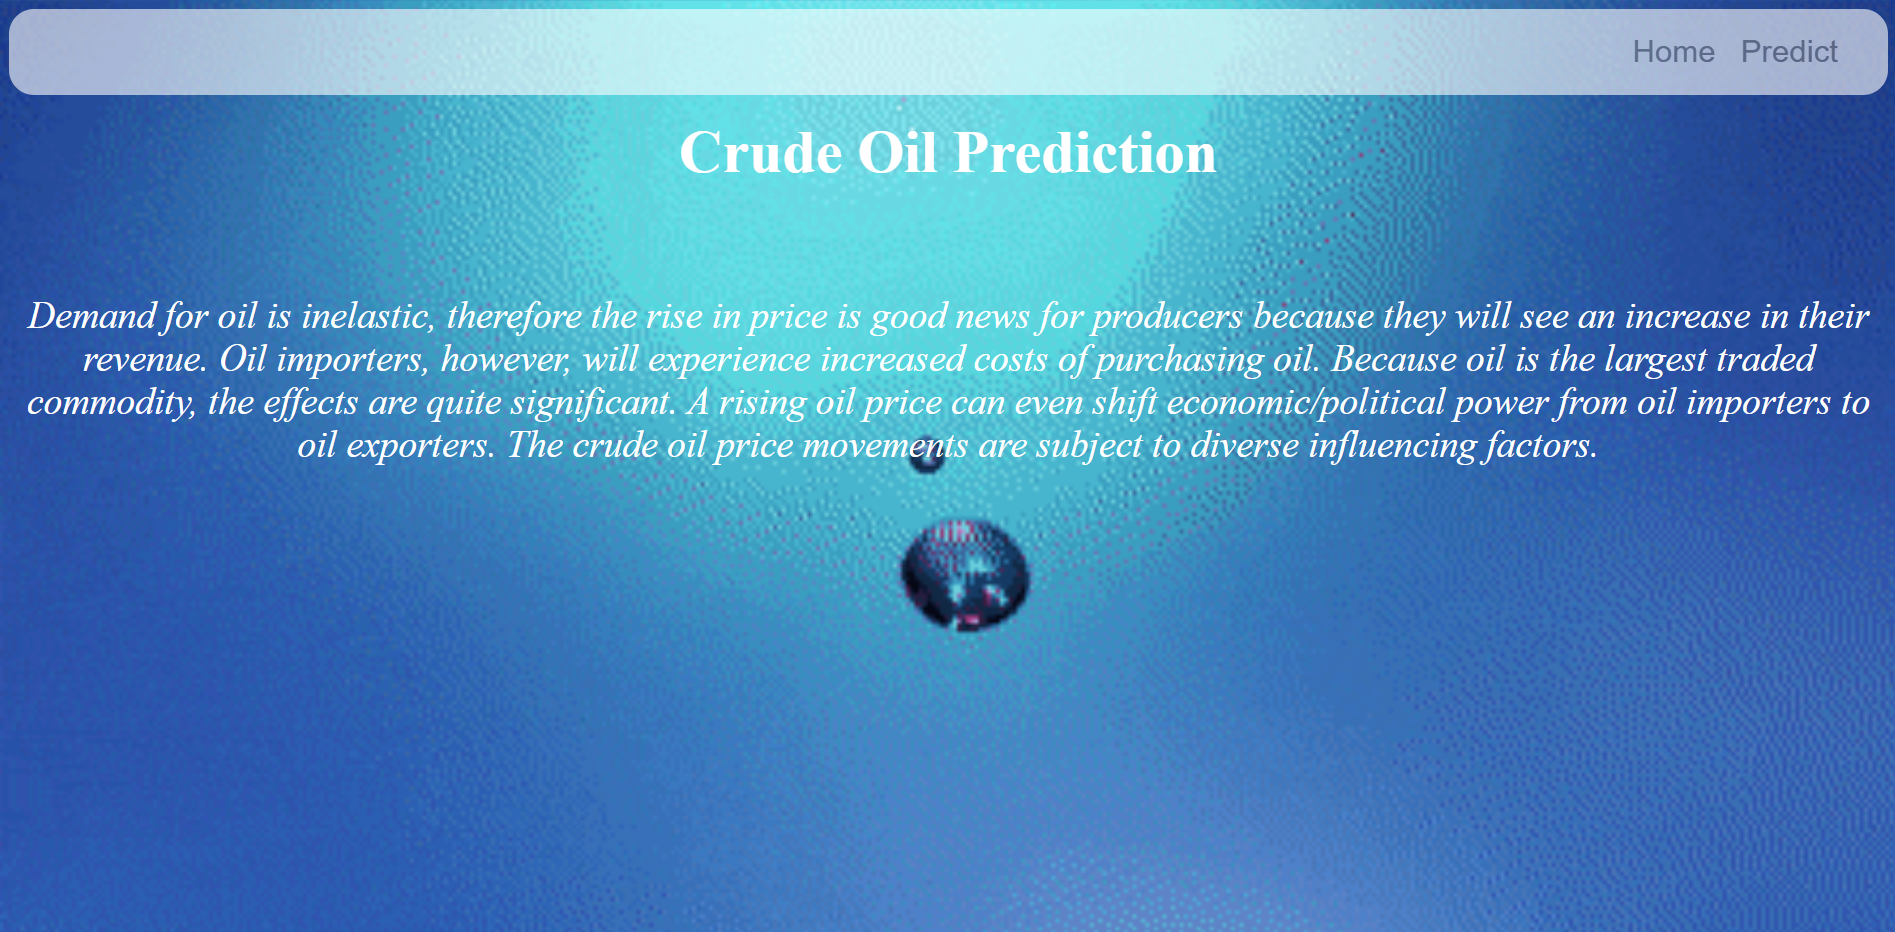 Home Predict
Crude Oil Prediction
Demand for oil is inelastic, therefore the rise in price is good news for producers because they will see an increase in their
revenue. Oil importers, however, will experience increased costs of purchasing oil. Because oil is the largest traded
commodity, the effects are quite significant. A rising oil price can even shift economic/political power from oil importers to
oil exporters. The crude oil price movements are subject to diverse influencing factors.